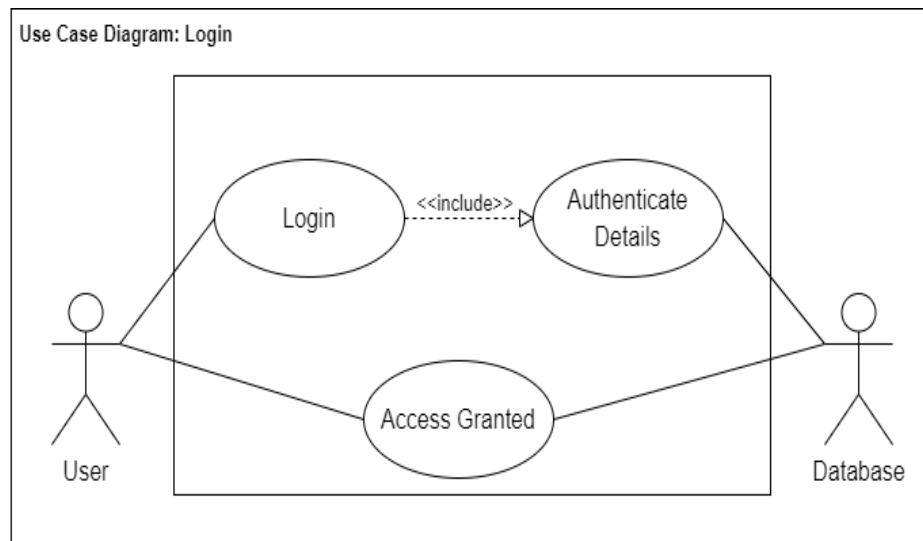 Use Case Diagram: Login
<<include>>
Login
Authenticate
Details
Access Granted
User
Database